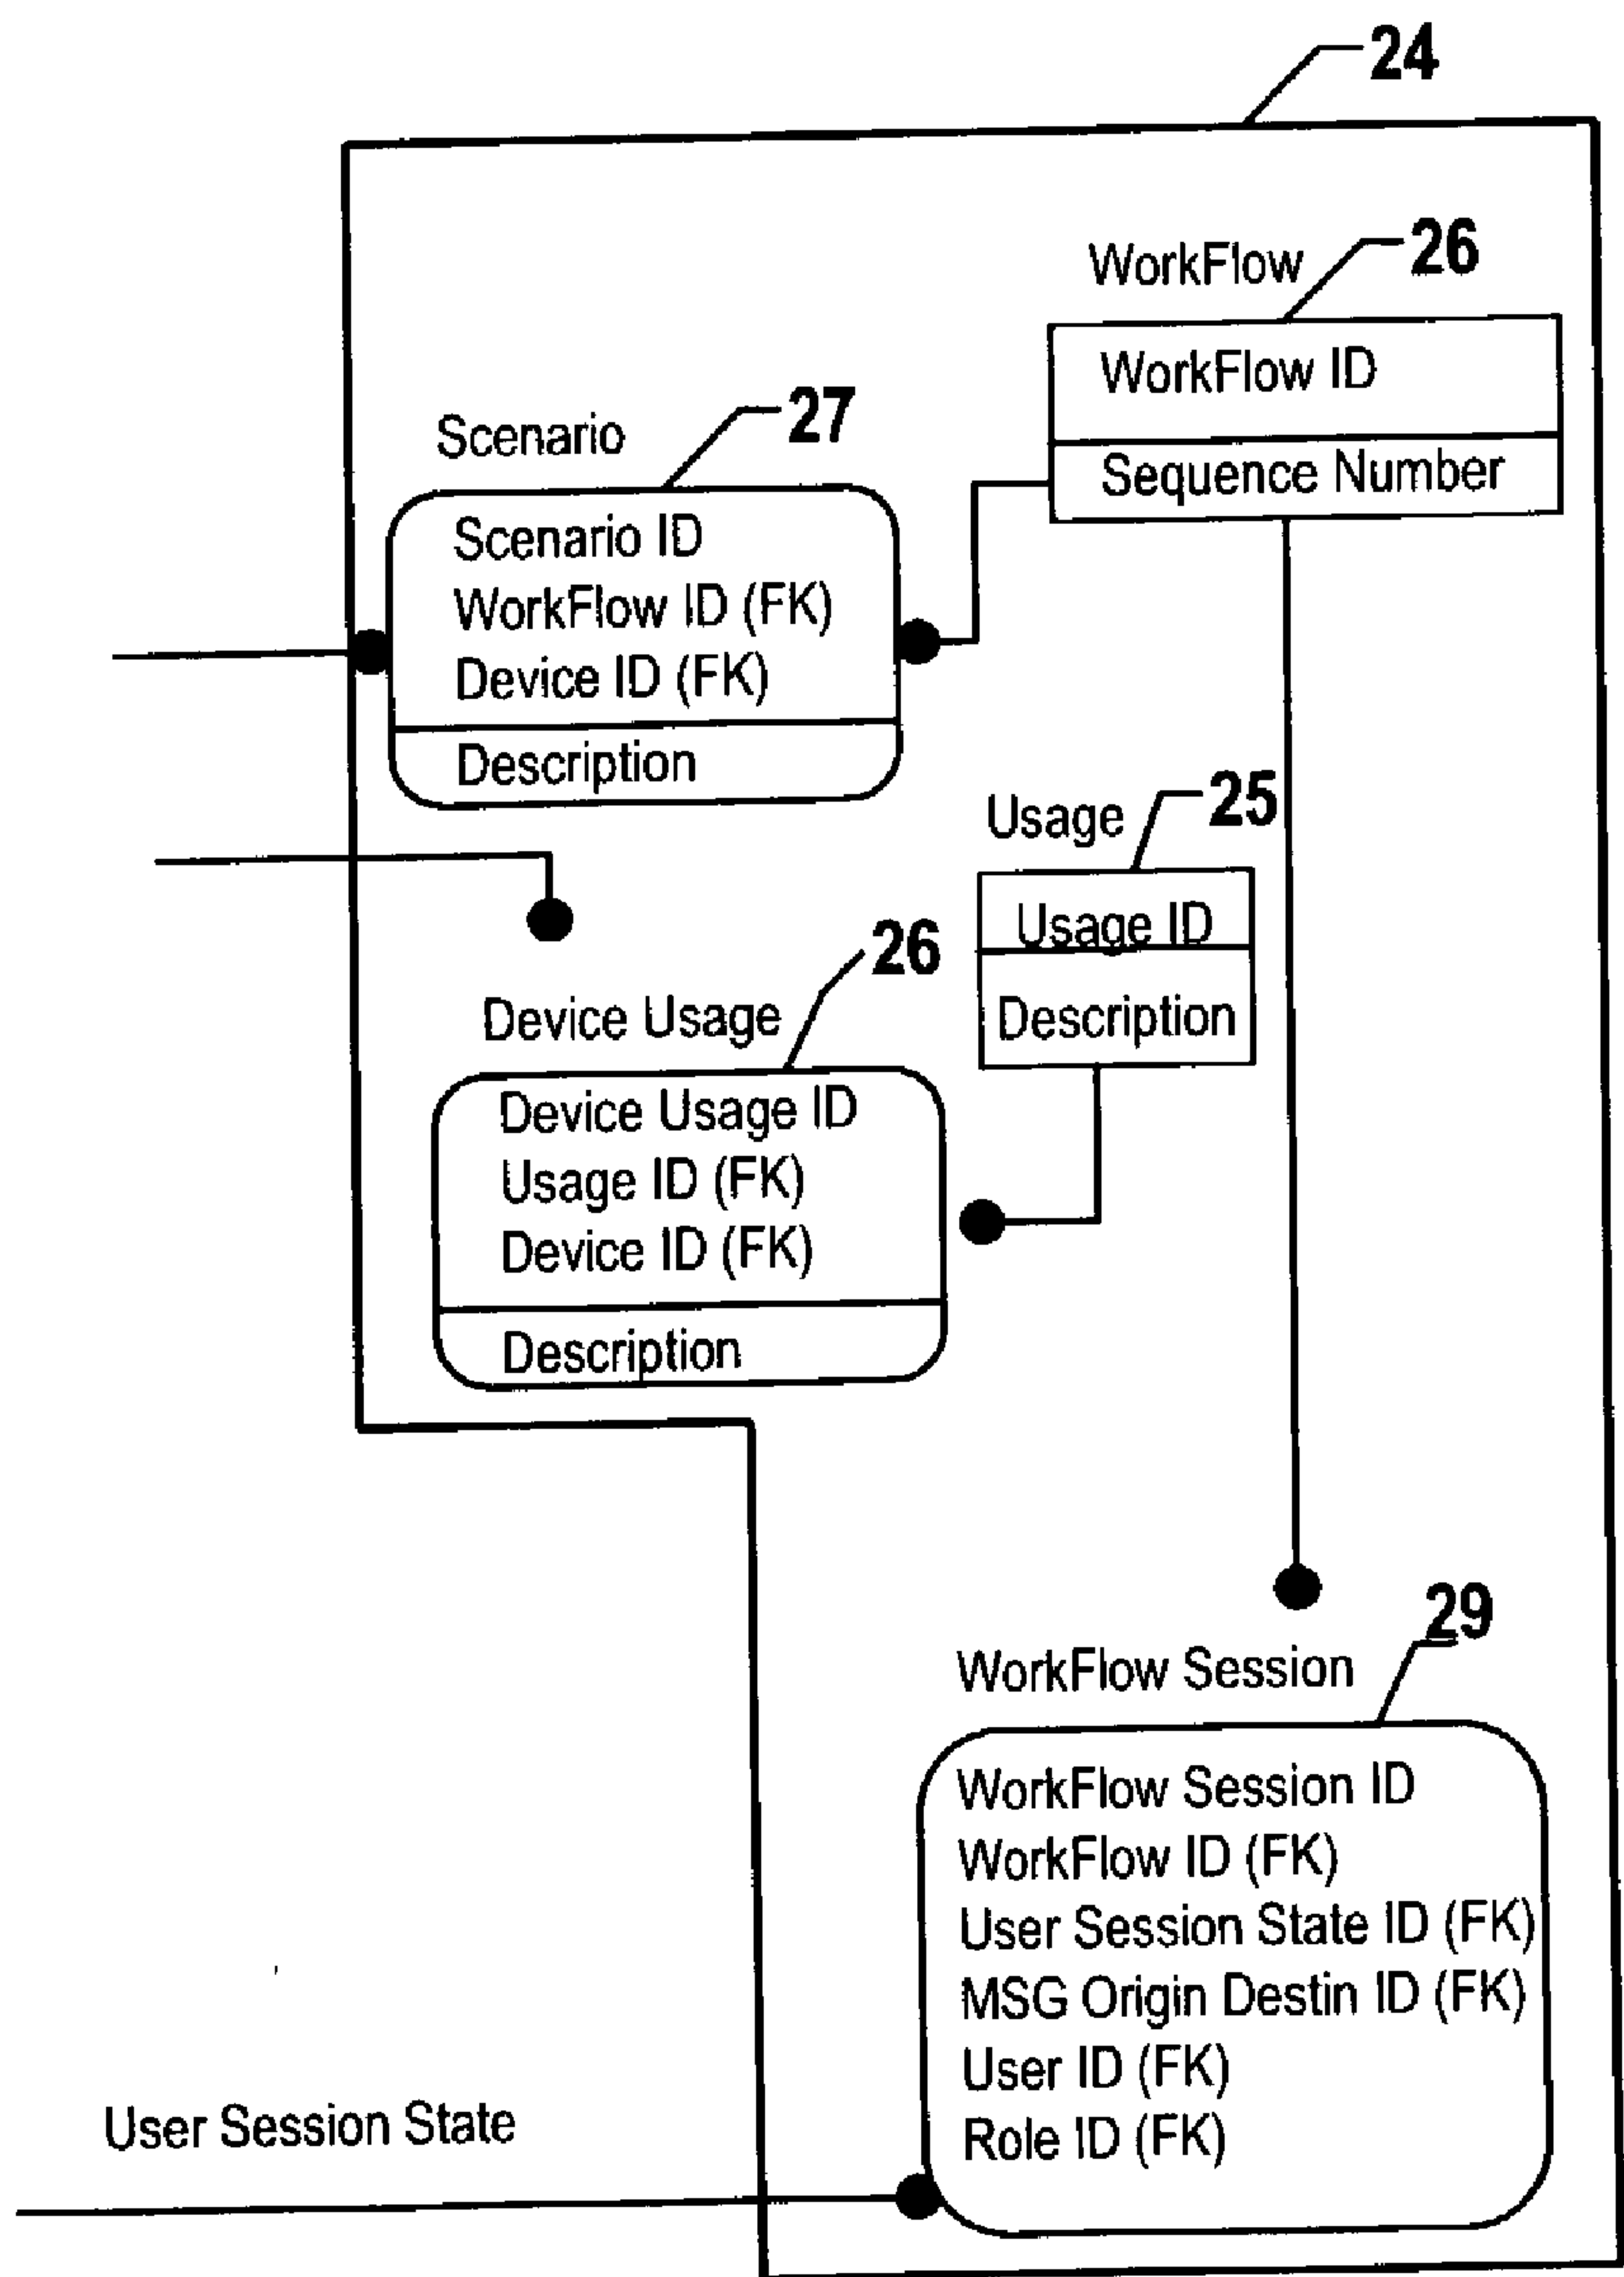 24
WorkFlow
26
WorkFlow ID
Sequence Number
Scenario
27
Scenario ID
WorkFlow ID (FK)
Device ID (FK)
Description
Usage
25
Usage ID
Description
Device Usage
26
Device Usage ID
Usage ID (FK)
Device ID (FK)
Description
WorkFlow Session
29
WorkFlow Session ID
WorkFlow ID (FK)
User Session State ID (FK)
MSG Origin Destin ID (FK)
User ID (FK)
Role ID (FK)
User Session State